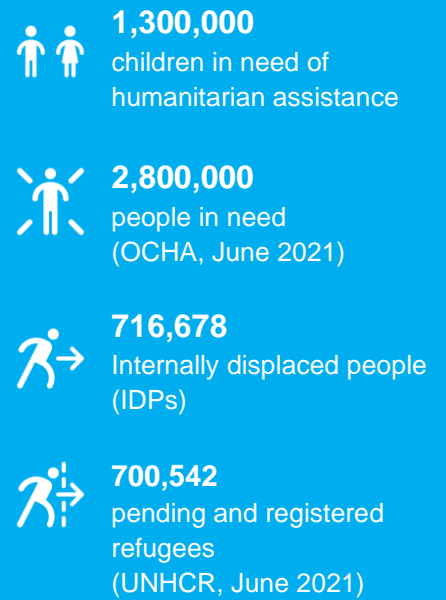 1,300,000
children in need of
humanitarian assistance
2,800,000
people in need
(OCHA, June 2021)
716,678
Internally displaced people
(IDPs)
700,542
pending and registered
refugees
(UNHCR, June 2021)